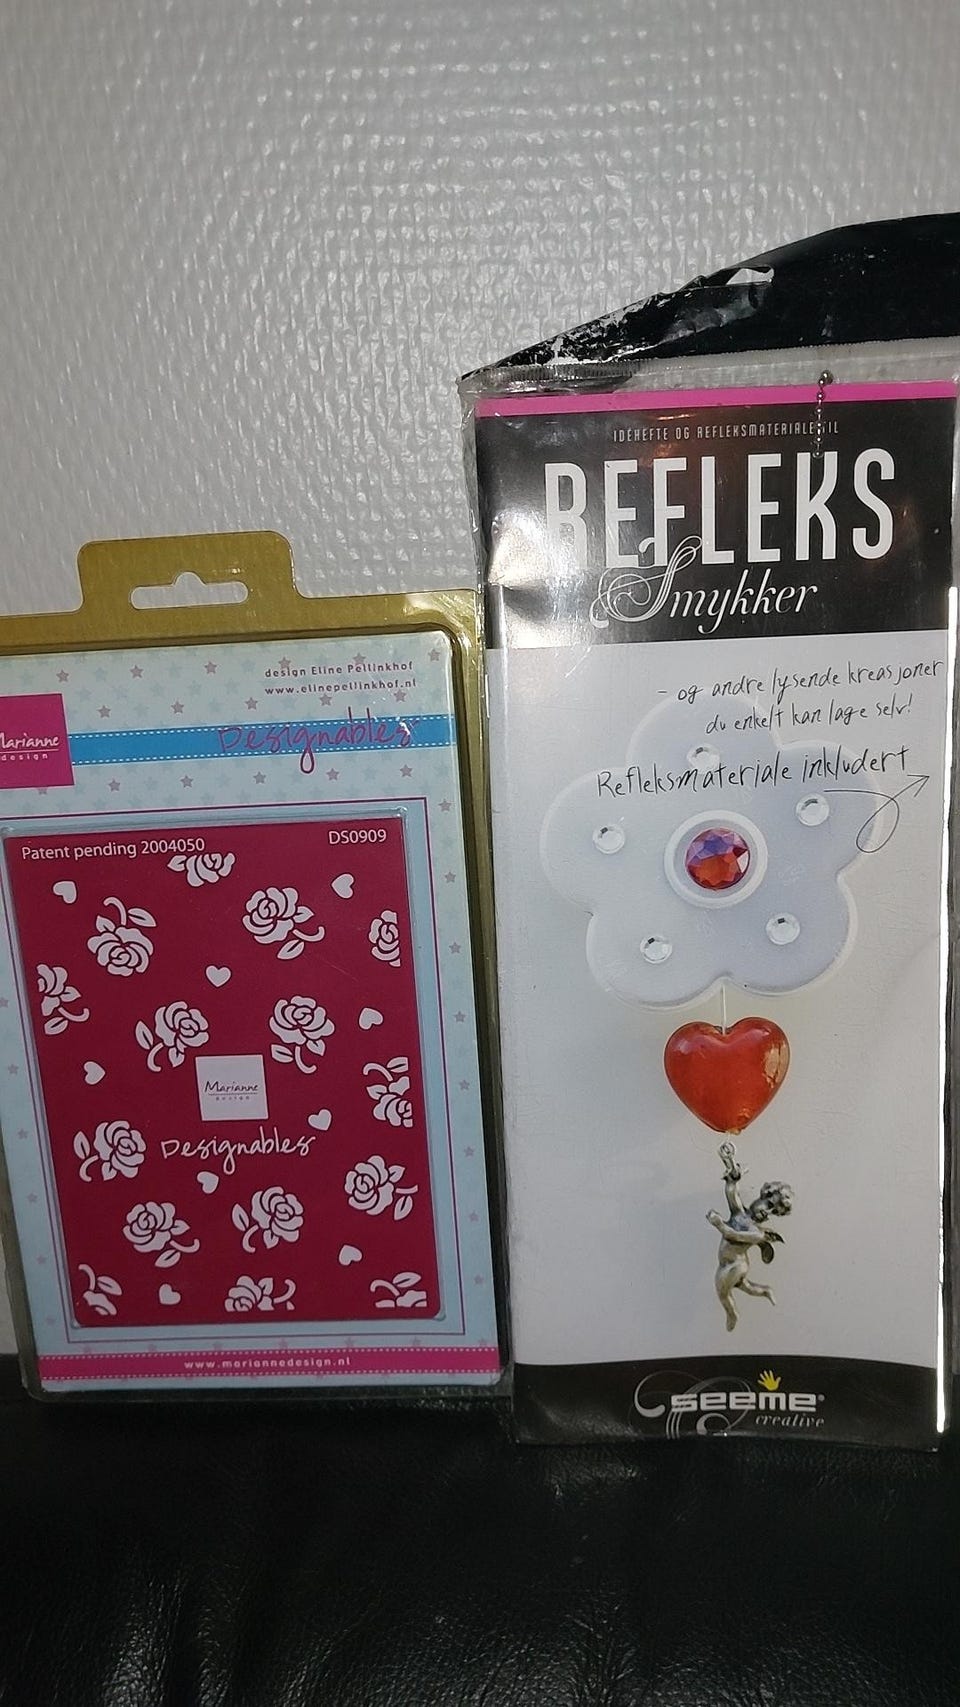 design Eline Pellinkhof
www.elinepellinkhof.nl
Marianne
design
Designables
Patent pending 2004050
DS0909
Marianne
design
Designables
www.mariannedesign.nl
IDÉHEFTE OG REFLEKSMATERIALE TIL
REFLEKS
Smykker
- og andre lysende kreasjoner
du enkelt kan lage selv!
Refleksmateriale inkludert
seeme®
creative